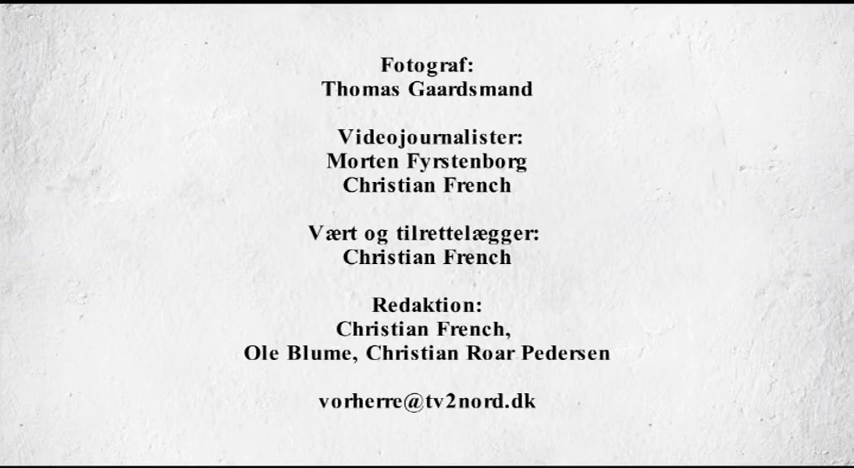 Fotograf:
Thomas Gaardsmand
Videojournalister:
Morten Fyrstenborg
Christian French
Vært og tilrettelægger:
Christian French
Redaktion:
Christian French,
Ole Blume, Christian Roar Pedersen
vorherre@tv2nord.dk